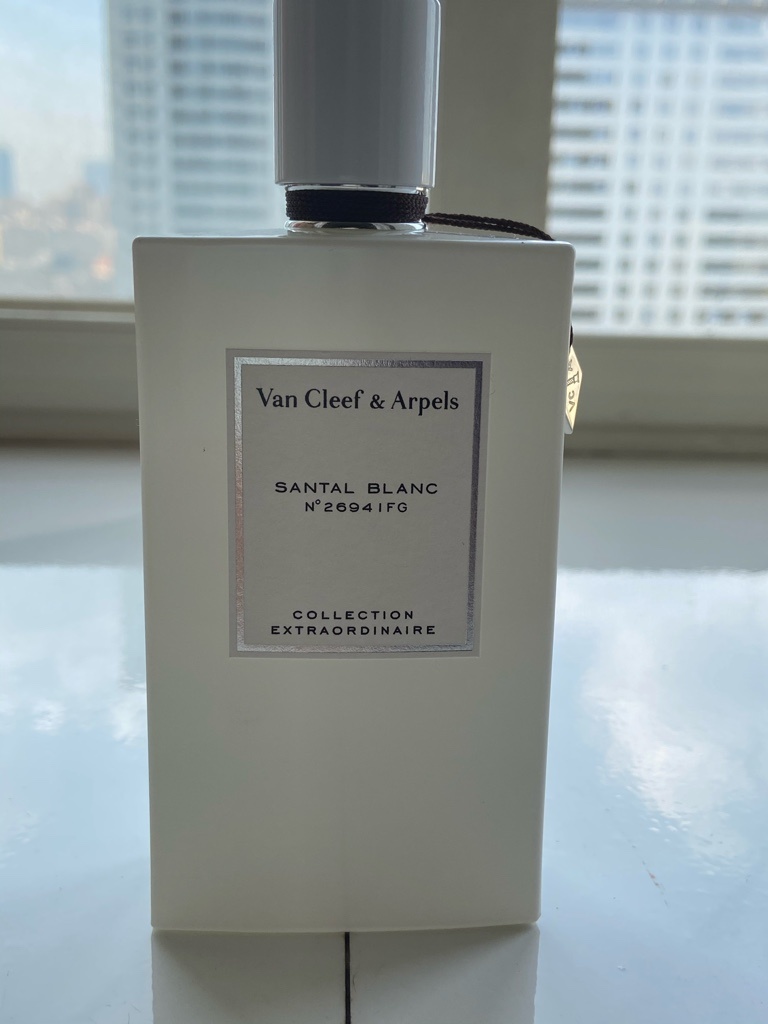 Van Cleef & Arpels
SANTAL BLANC
N°26941FG
COLLECTION
EXTRAORDINAIRE